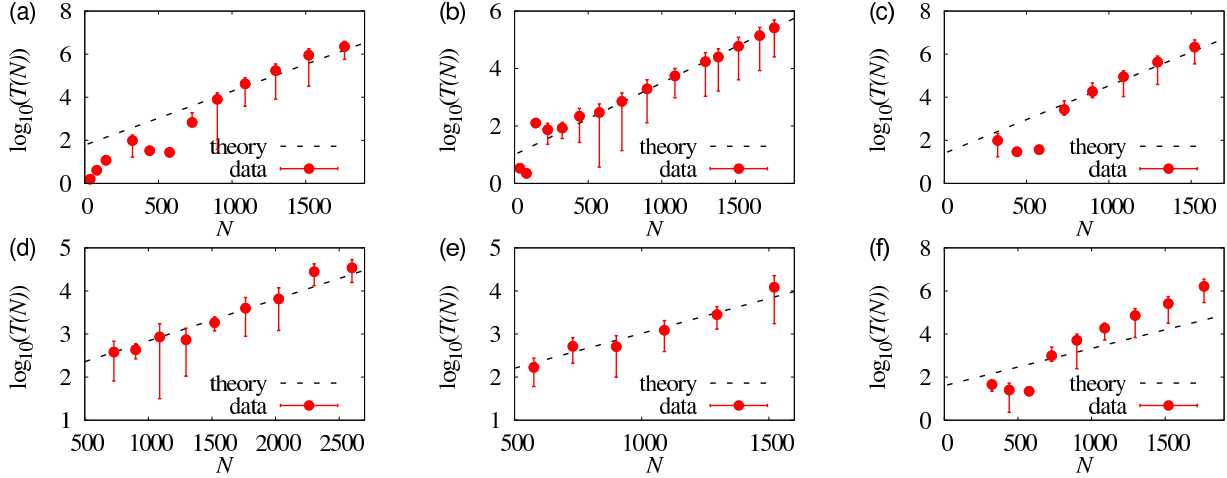 (a)
8
6
4
2
0
log10(T(N))
0 500 1000 1500
N
theory
data
(b)
6
4
2
0
log10(T(N))
0 500 1000 1500
N
theory
data
(c)
8
6
4
2
0
log10(T(N))
0 500 1000 1500
N
theory
data
(d)
5
4
3
2
1
log10(T(N))
500 1000 1500 2000 2500
N
theory
data
(e)
5
4
3
2
1
log10(T(N))
500 1000 1500
N
theory
data
(f)
8
6
4
2
0
log10(T(N))
0 500 1000 1500
N
theory
data